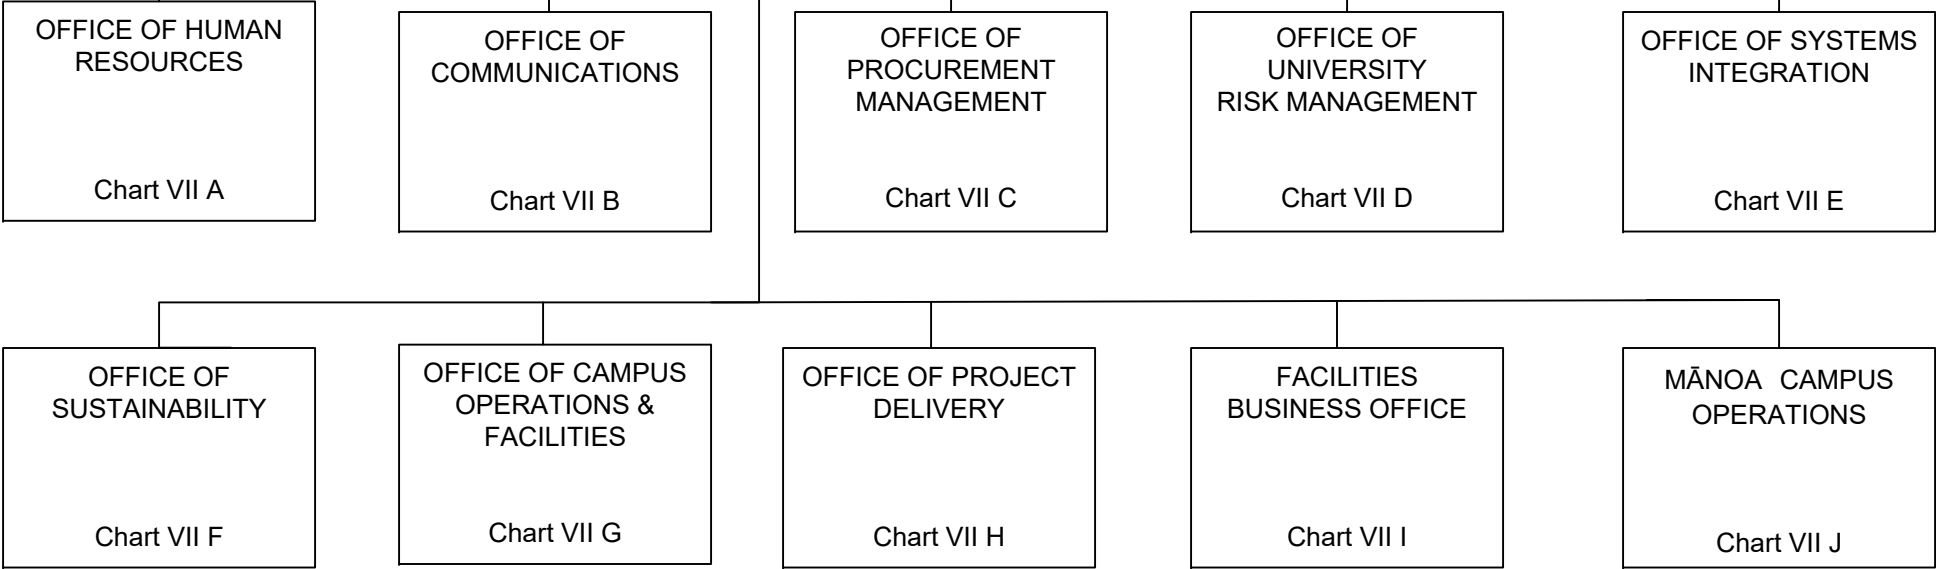 OFFICE OF HUMAN
RESOURCES
Chart VII A
OFFICE OF
COMMUNICATIONS
Chart VII B
OFFICE OF
PROCUREMENT
MANAGEMENT
Chart VII C
OFFICE OF
UNIVERSITY
RISK MANAGEMENT
Chart VII D
OFFICE OF SYSTEMS
INTEGRATION
Chart VII E
OFFICE OF
SUSTAINABILITY
Chart VII F
OFFICE OF CAMPUS
OPERATIONS &
FACILITIES
Chart VII G
OFFICE OF PROJECT
DELIVERY
Chart VII H
FACILITIES
BUSINESS OFFICE
Chart VII I
MĀNOA CAMPUS
OPERATIONS
Chart VII J